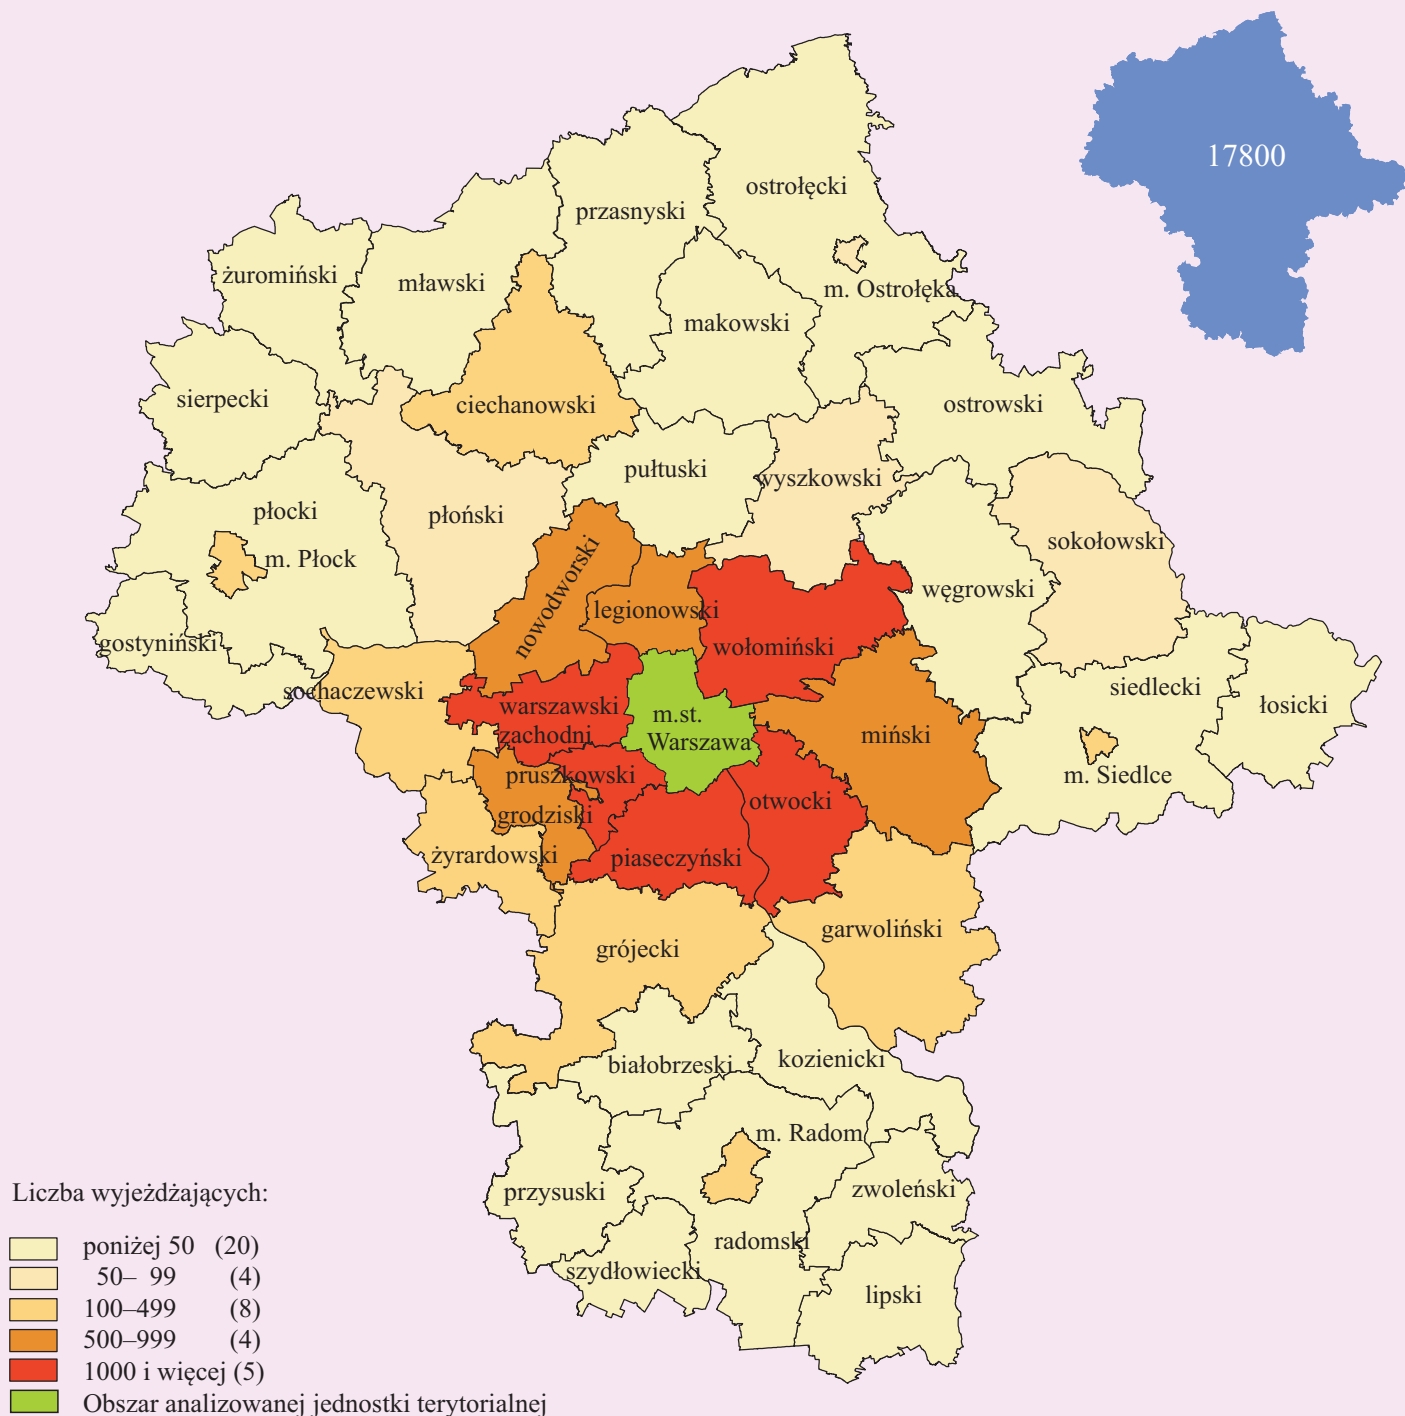 17800
ostrołęcki
przasnyski
żuromiński
mławski
m. Ostrołęka
makowski
sierpecki
ciechanowski
ostrowski
pułtuski
wyszkowski
płocki
płoński
sokołowski
m. Płock
nowodworski
legionowski
węgrowski
gostyniński
wołomiński
sochaczewski
siedlecki
warszawski
zachodni
m.st.
Warszawa
miński
łosicki
pruszkowski
m. Siedlce
grodziski
otwocki
żyrardowski
piaseczyński
garwoliński
grójecki
białobrzeski
kozienicki
m. Radom
przysuski
zwoleński
radomski
szydłowiecki
lipski
Liczba wyjeżdżających:
poniżej 50 (20)
50– 99 (4)
100–499 (8)
500–999 (4)
1000 i więcej (5)
Obszar analizowanej jednostki terytorialnej